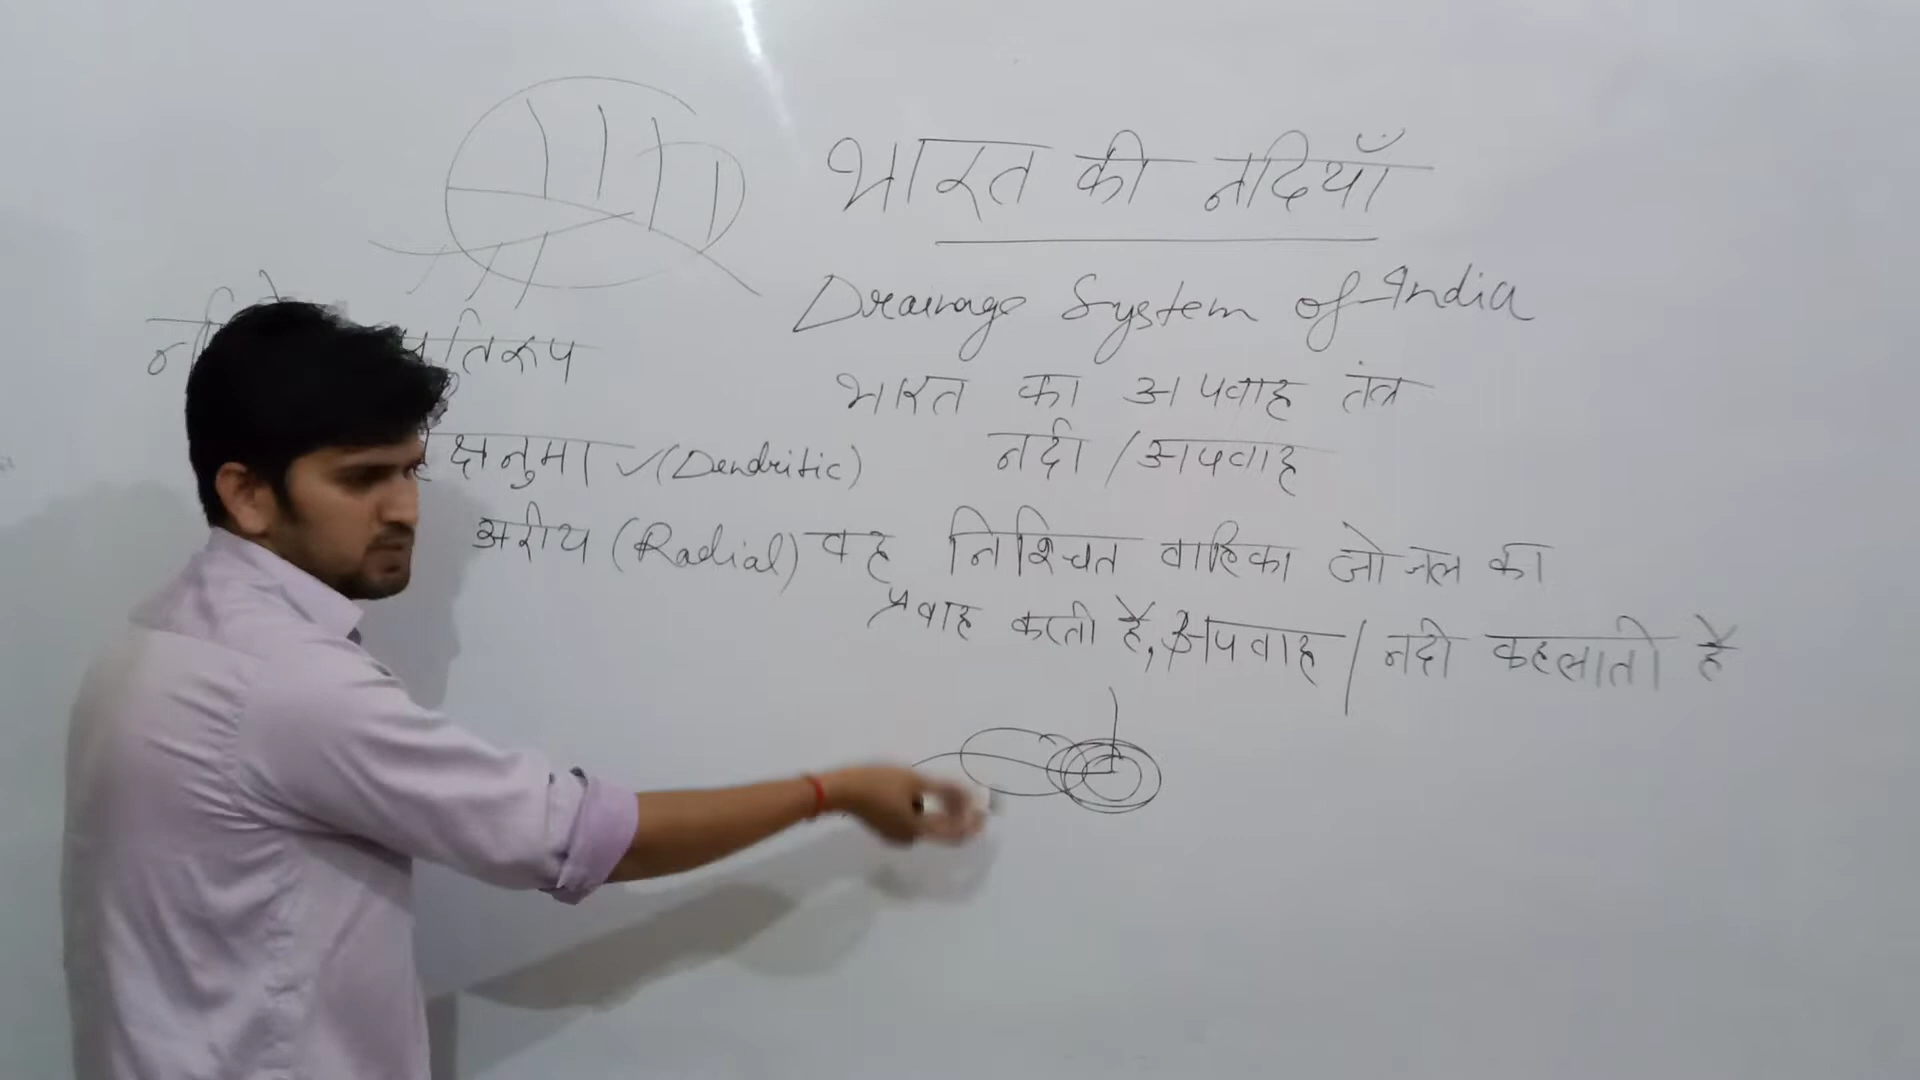 भारत की नदियाँ
Drainage System of India
भारत का अपवाह तंत्र
नदी / अपवाह
वह निश्चित वाहिका जो जल का
प्रवाह करती है, अपवाह / नदी कहलाती है
प्रतिरूप
क्षनुमा (Dendritic)
अरीय (Radial)